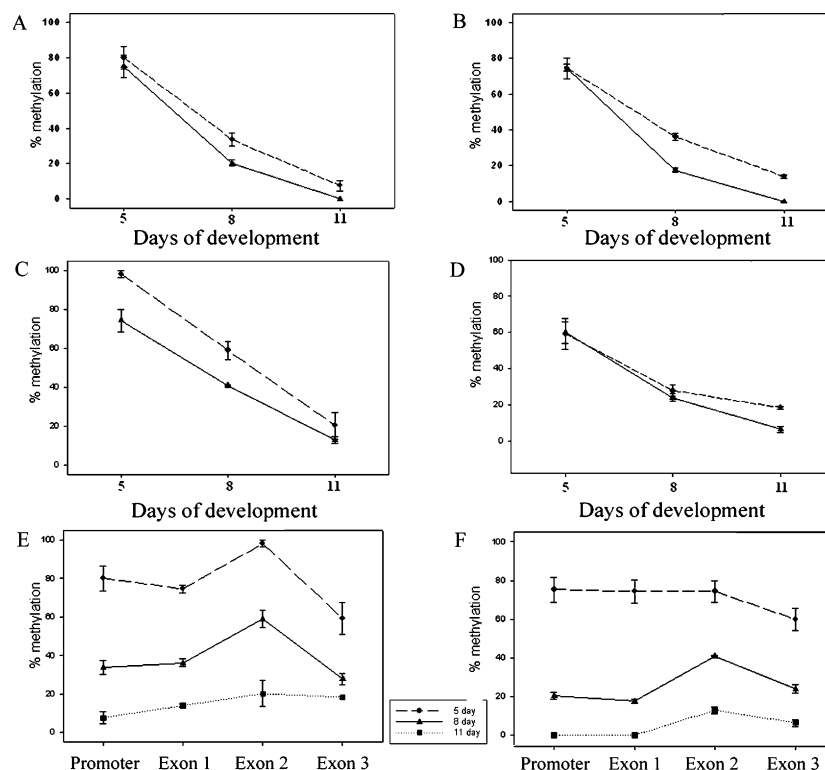 A
100
80
60
40
20
0
% methylation
5
8
11
Days of development
B
100
80
60
40
20
0
% methylation
5
8
11
Days of development
C
100
80
60
40
20
0
% methylation
5
8
11
Days of development
D
100
80
60
40
20
0
% methylation
5
8
11
Days of development
E
100
80
60
40
20
0
% methylation
Promoter
Exon 1
Exon 2
Exon 3
5 day
8 day
11 day
F
100
80
60
40
20
0
% methylation
Promoter
Exon 1
Exon 2
Exon 3